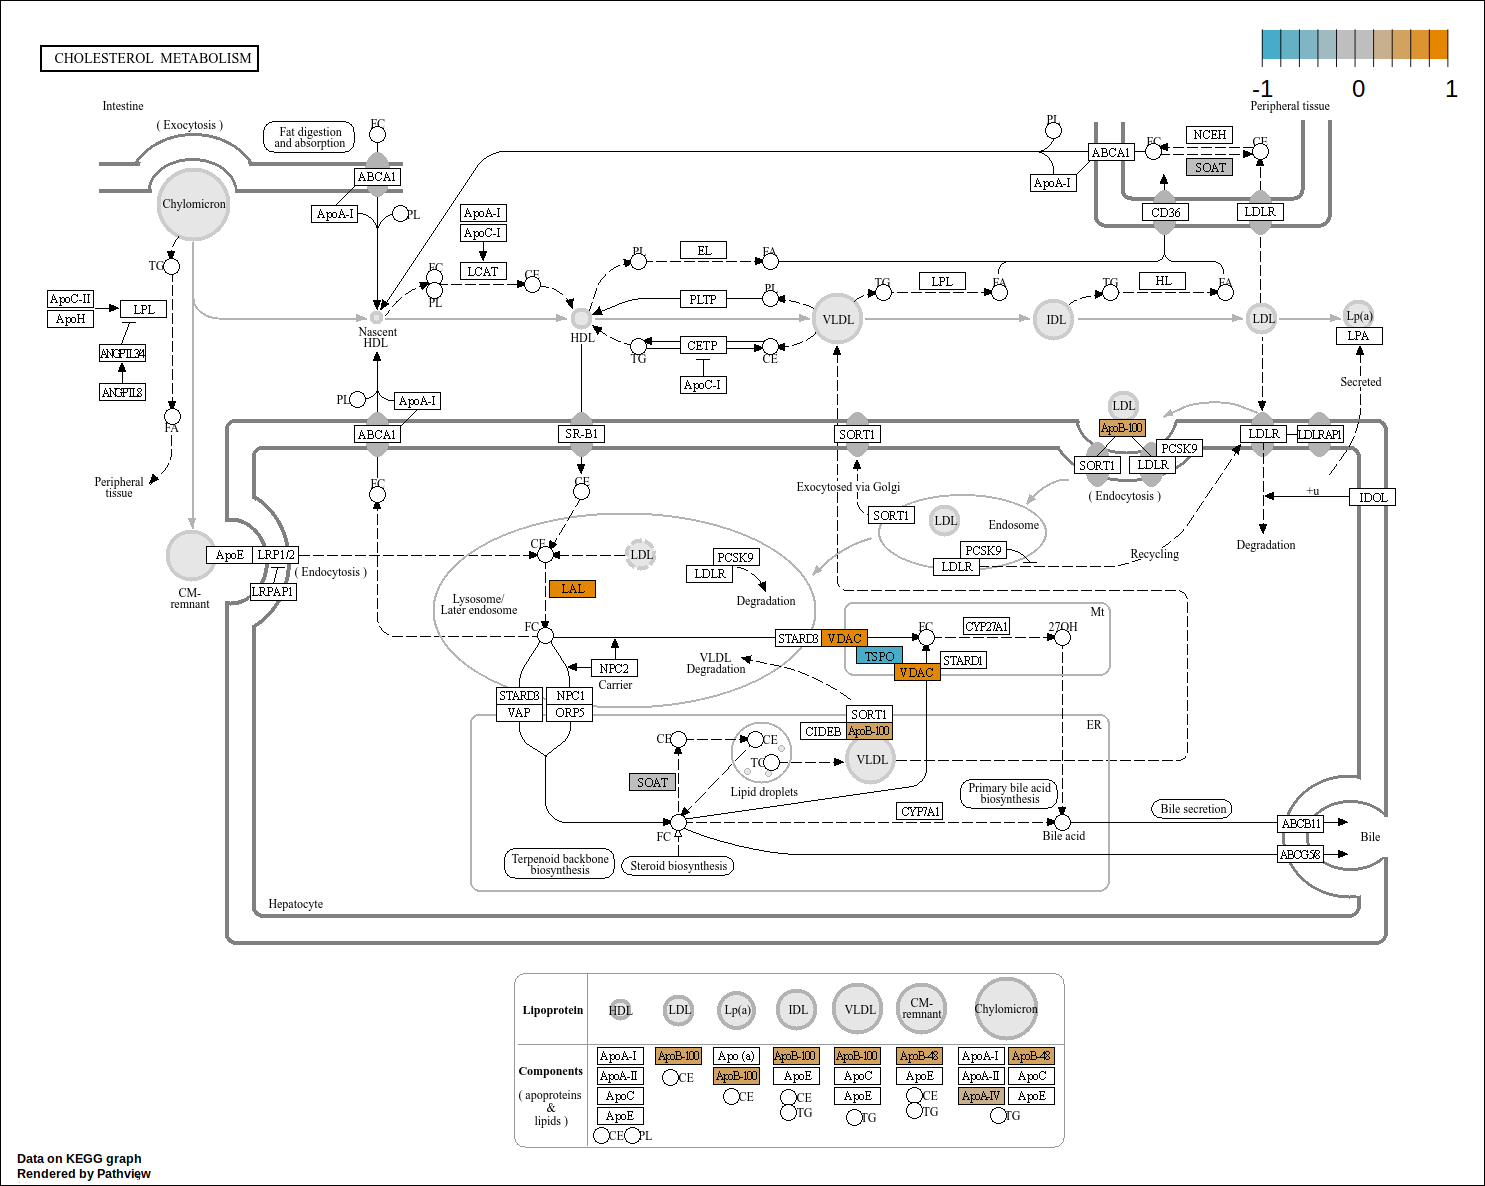 CHOLESTEROL METABOLISM
-1 0 1
Intestine
Peripheral tissue
( Exocytosis )
Fat digestion
and absorption
FC
PL
NCEH
FC
CE
ABCA1
SOAT
ABCA1
ApoA-I
Chylomicron
ApoA-I
PL
ApoA-I
ApoC-I
CD36
LDLR
LCAT
TG
FC
PL
CE
PL
EL
FA
PL
TG
LPL
FA
TG
HL
FA
ApoC-II
ApoH
LPL
PLTP
Nascent
HDL
HDL
VLDL
IDL
LDL
Lp(a)
LPA
ANGPTL3/4
TG
CETP
CE
ANGPTL8
ApoC-I
Secreted
PL
ApoA-I
LDL
FA
ApoB-100
ABCA1
SR-B1
SORT1
LDLR
LDLRAP1
PCSK9
SORT1
LDLR
Peripheral
tissue
FC
CE
Exocytosed via Golgi
( Endocytosis )
+u
IDOL
SORT1
LDL
Endosome
ApoE
LRP1/2
CE
LDL
PCSK9
LDLR
PCSK9
LDLR
Recycling
Degradation
( Endocytosis )
LRPAP1
CM-
remnant
LAL
Degradation
Lysosome/
Later endosome
Mt
FC
STARD3
VDAC
FC
CYP27A1
27OH
TSPO
VLDL
Degradation
VDAC
STARD1
NPC2
Carrier
STARD3
NPC1
VAP
ORP5
SORT1
CIDEB
ApoB-100
ER
CE
CE
TG
VLDL
SOAT
Lipid droplets
Primary bile acid
biosynthesis
CYP7A1
Bile secretion
FC
Bile acid
ABCB11
Bile
ABCG5/8
Terpenoid backbone
biosynthesis
Steroid biosynthesis
Hepatocyte
Lipoprotein
HDL
LDL
Lp(a)
IDL
VLDL
CM-
remnant
Chylomicron
Components
( apoproteins
&
lipids )
ApoA-I
ApoB-100
Apo (a)
ApoB-100
ApoB-100
ApoB-48
ApoA-I
ApoB-48
ApoA-II
CE
ApoB-100
ApoE
ApoC
ApoE
ApoA-II
ApoC
ApoC
CE
CE
ApoE
CE
ApoA-IV
ApoE
ApoE
TG
TG
TG
TG
CE
PL
Data on KEGG graph
Rendered by Pathview